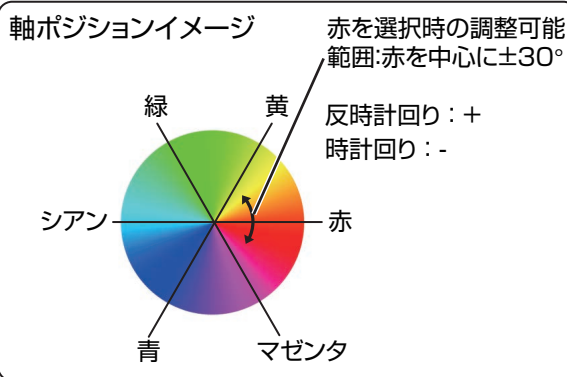 軸ポジションイメージ
赤を選択時の調整可能
範囲:赤を中心に±30°
反時計回り：+
時計回り：-
緑
黄
シアン
赤
青
マゼンタ